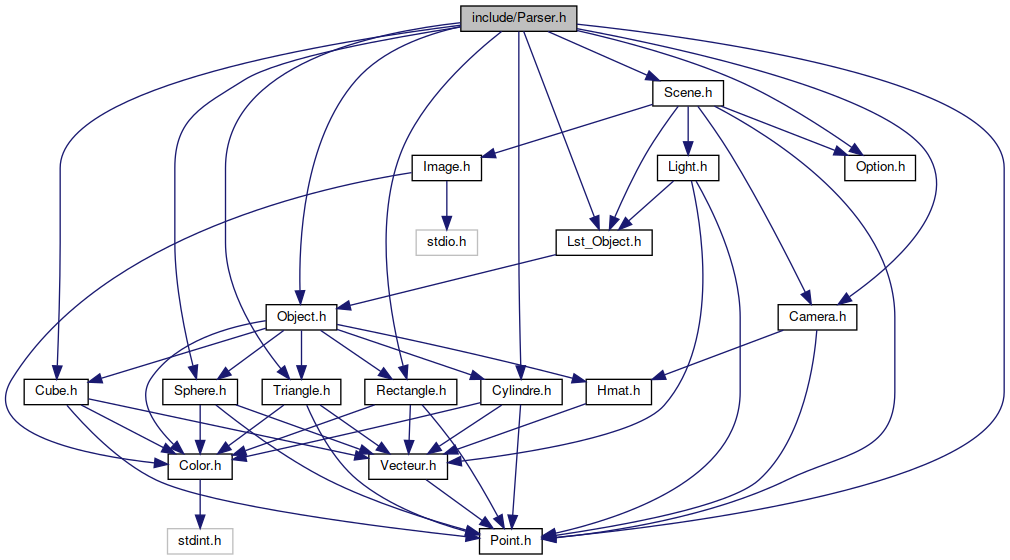 include/Parser.h
Scene.h
Image.h
Light.h
Option.h
stdio.h
Lst_Object.h
Object.h
Camera.h
Cube.h
Sphere.h
Triangle.h
Rectangle.h
Cylindre.h
Hmat.h
Color.h
Vecteur.h
stdint.h
Point.h